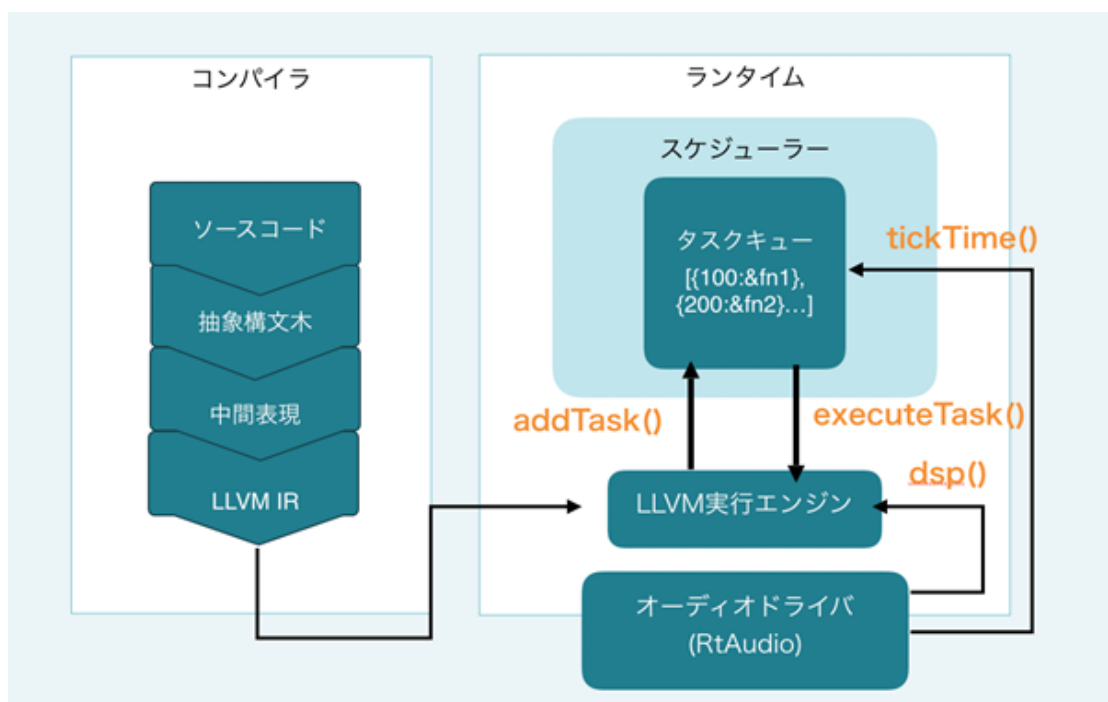 コンパイラ
ソースコード
抽象構文木
中間表現
LLVM IR
ランタイム
スケジューラー
タスクキュー
[{100:&fn1},
{200:&fn2}…]
tickTime()
addTask()
executeTask()
dsp()
LLVM実行エンジン
オーディオドライバ
(RtAudio)